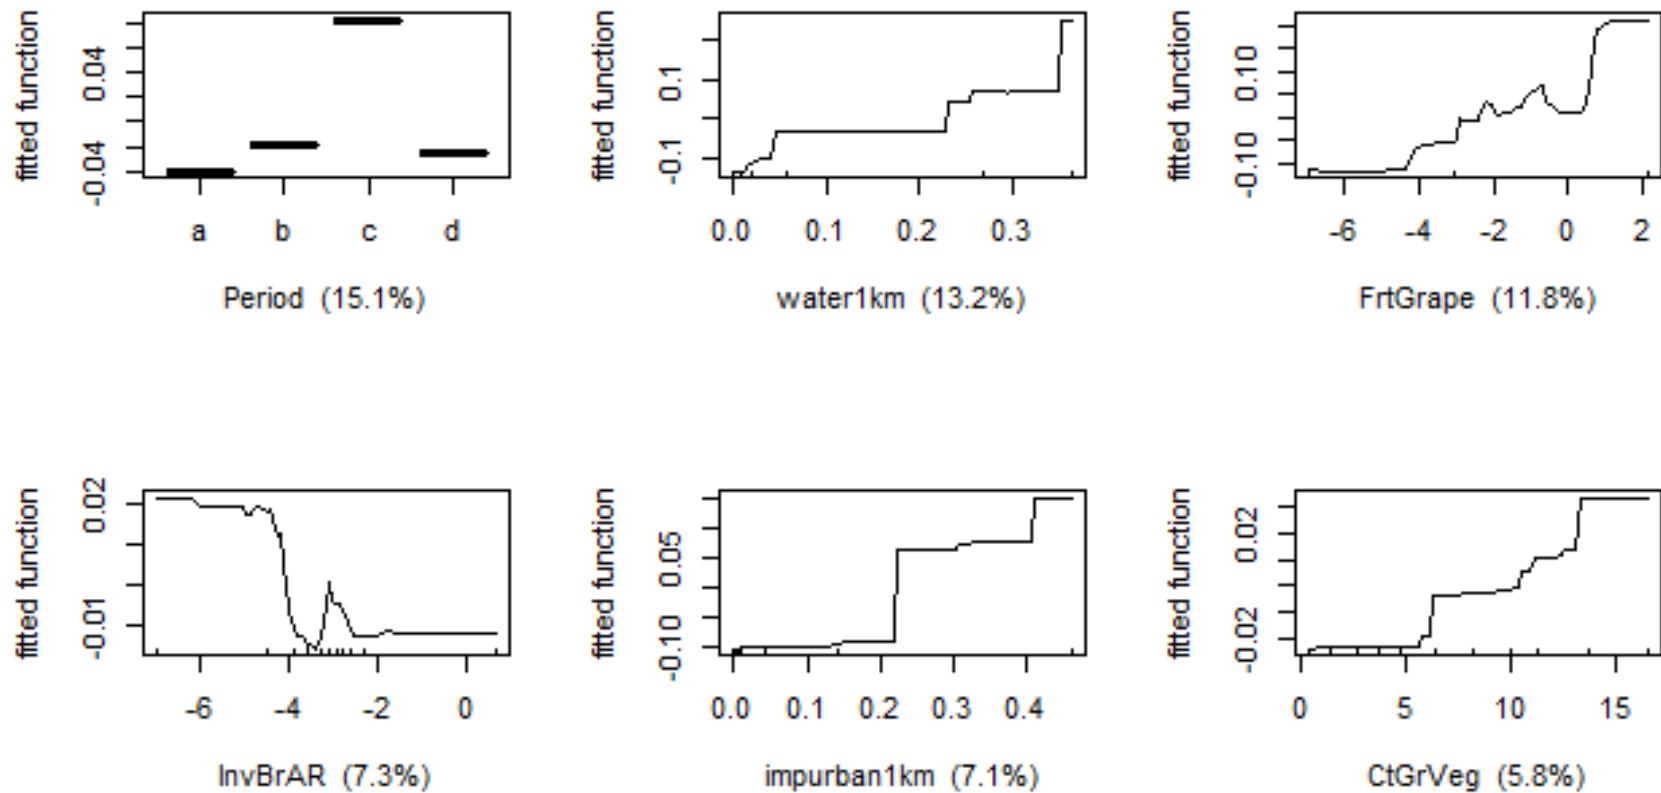 fitted function
-0.04 0.04
a b c d
Period (15.1%)
fitted function
-0.1 0.1
0.0 0.1 0.2 0.3
water1km (13.2%)
fitted function
-0.10 0.10
-6 -4 -2 0 2
FrtGrape (11.8%)
fitted function
-0.01 0.02
-6 -4 -2 0
InvBrAR (7.3%)
fitted function
-0.10 0.05
0.0 0.1 0.2 0.3 0.4
impurban1km (7.1%)
fitted function
-0.02 0.02
0 5 10 15
CtGrVeg (5.8%)